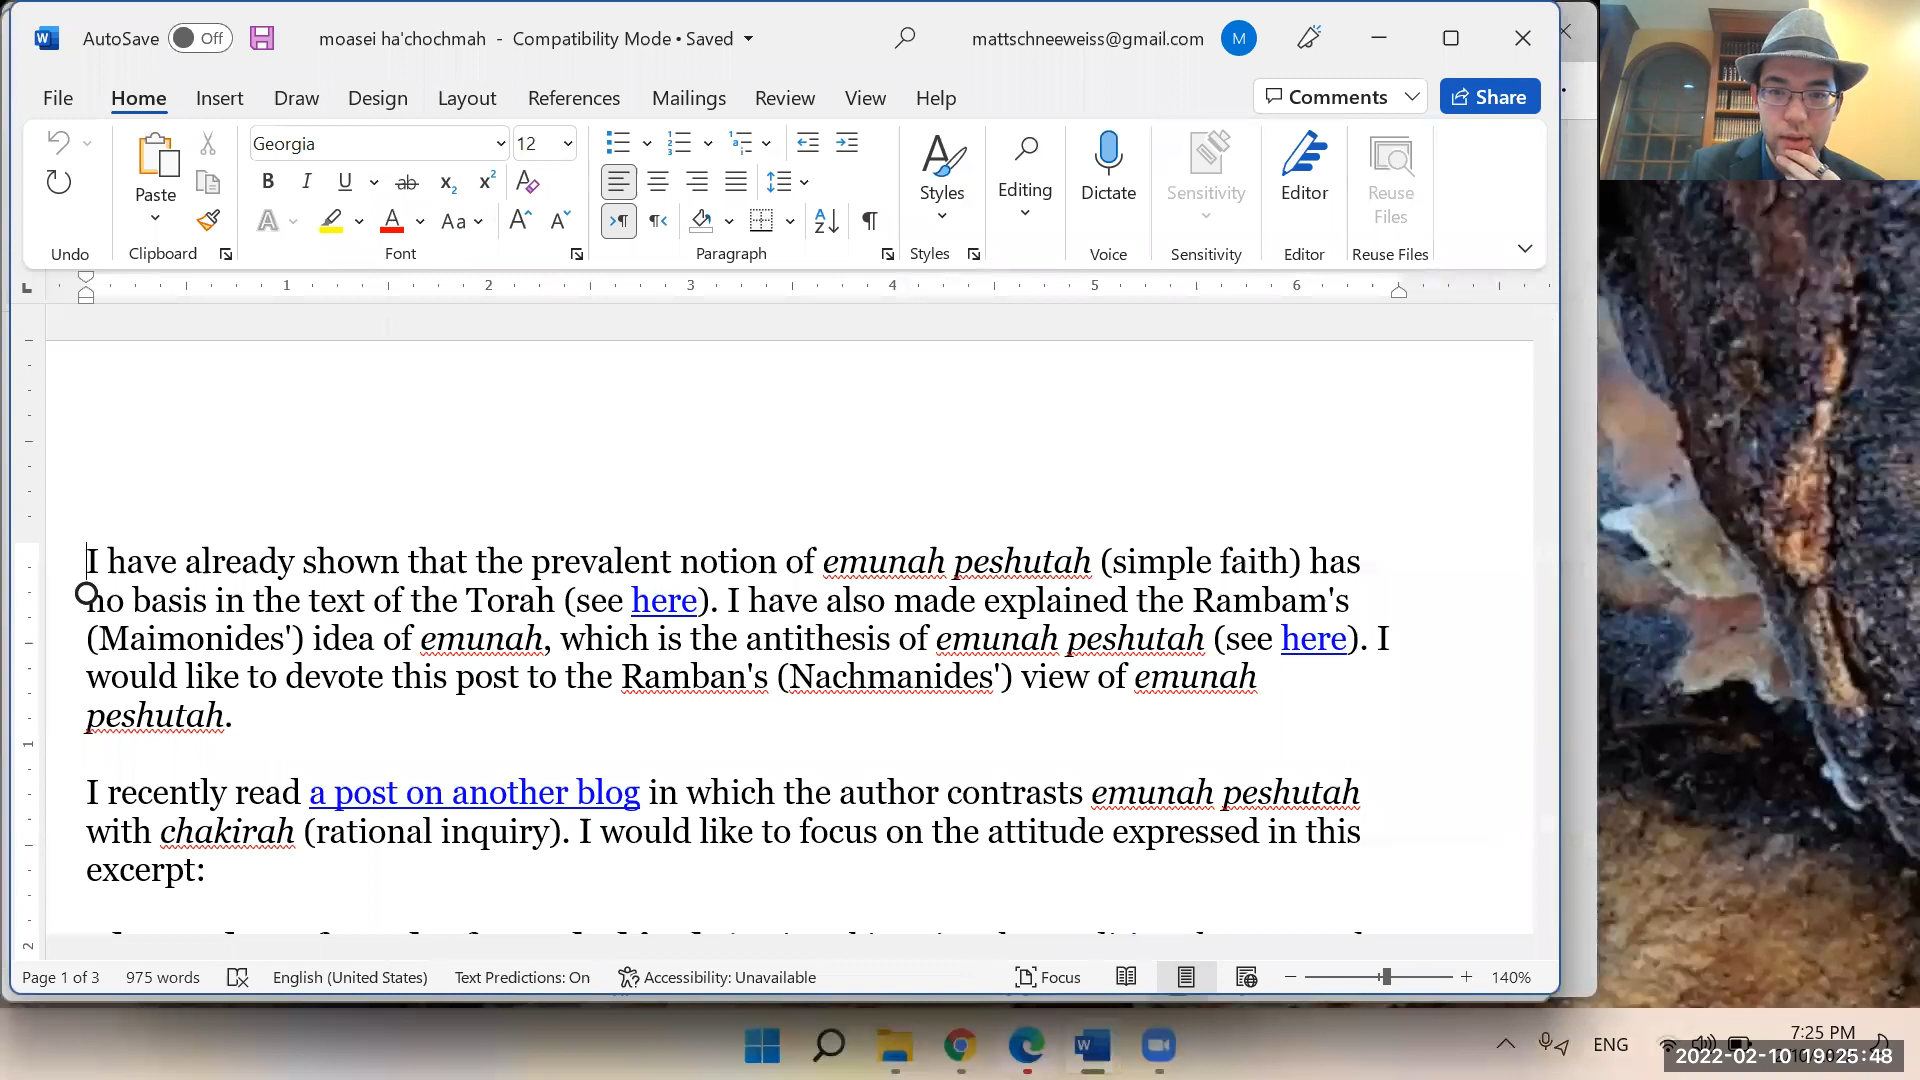 AutoSave Off moasei ha'chochmah - Compatibility Mode • Saved mattschneeweiss@gmail.com M
File Home Insert Draw Design Layout References Mailings Review View Help Comments Share
Georgia 12
Paste Styles Editing Dictate Sensitivity Editor Reuse Files
Undo Clipboard Font Paragraph Styles Voice Sensitivity Editor Reuse Files
1 2 3 4 5 6
I have already shown that the prevalent notion of emunah peshutah (simple faith) has
no basis in the text of the Torah (see here). I have also made explained the Rambam's
(Maimonides') idea of emunah, which is the antithesis of emunah peshutah (see here). I
would like to devote this post to the Ramban's (Nachmanides') view of emunah
peshutah.
I recently read a post on another blog in which the author contrasts emunah peshutah
with chakirah (rational inquiry). I would like to focus on the attitude expressed in this
excerpt:
Page 1 of 3 975 words English (United States) Text Predictions: On Accessibility: Unavailable Focus 140%
ENG 7:25 PM
2022-02-10 19:25:48